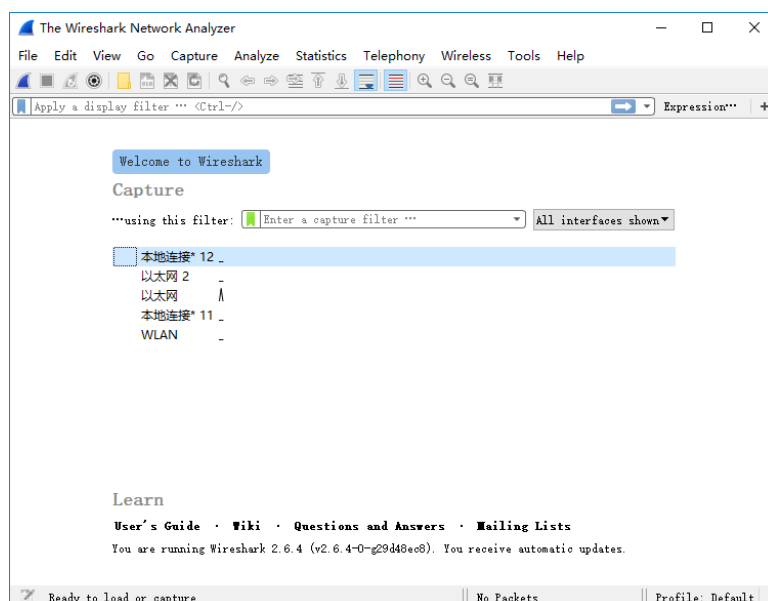 The Wireshark Network Analyzer
File Edit View Go Capture Analyze Statistics Telephony Wireless Tools Help
Apply a display filter … <Ctrl-/> Expression… +
Welcome to Wireshark
Capture
…using this filter: Enter a capture filter … All interfaces shown
本地连接* 12
以太网 2
以太网
本地连接* 11
WLAN
Learn
User's Guide · Wiki · Questions and Answers · Mailing Lists
You are running Wireshark 2.6.4 (v2.6.4-0-g29d48ec8). You receive automatic updates.
Ready to load or capture No Packets Profile: Default